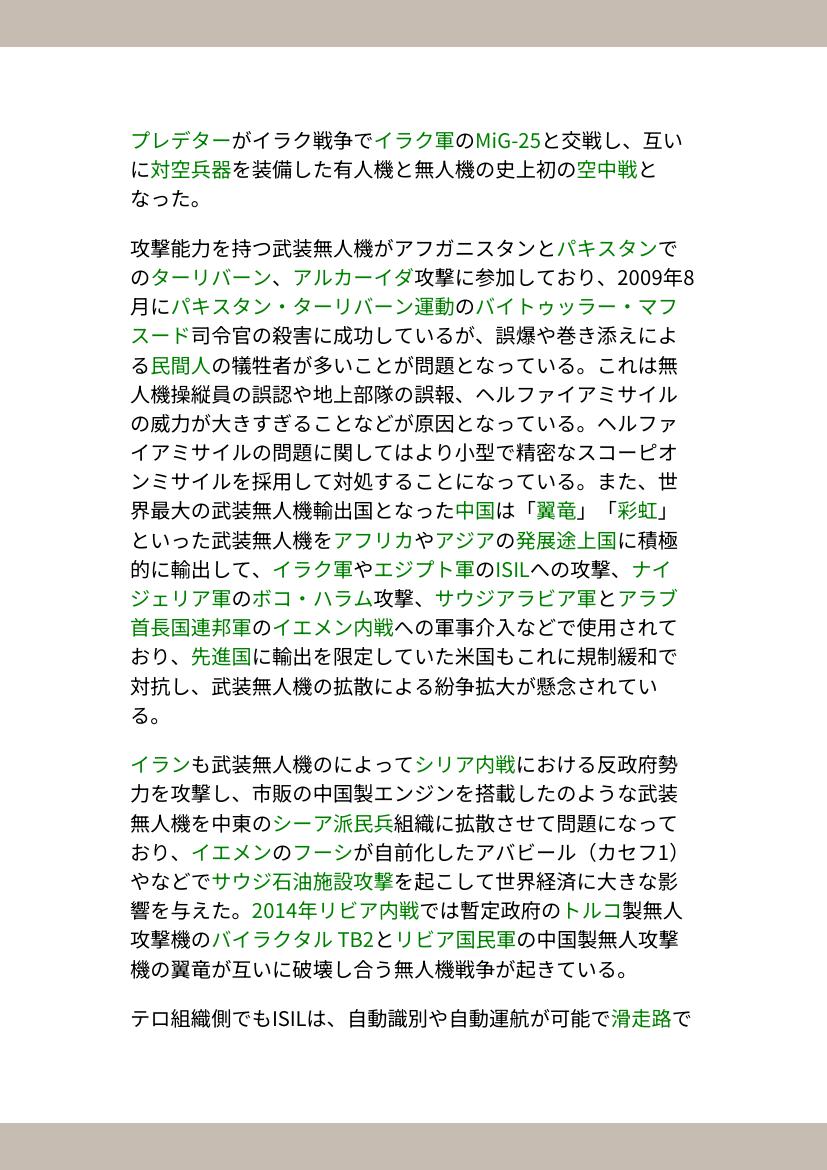 プレデターがイラク戦争でイラク軍のMiG-25と交戦し、互い
に対空兵器を装備した有人機と無人機の史上初の空中戦と
なった。
攻撃能力を持つ武装無人機がアフガニスタンとパキスタンで
のターリバーン、アルカーイダ攻撃に参加しており、2009年8
月にパキスタン・ターリバーン運動のバイトゥッラー・マフ
スード司令官の殺害に成功しているが、誤爆や巻き添えによ
る民間人の犠牲者が多いことが問題となっている。これは無
人機操縦員の誤認や地上部隊の誤報、ヘルファイアミサイル
の威力が大きすぎることなどが原因となっている。ヘルファ
イアミサイルの問題に関してはより小型で精密なスコーピオ
ンミサイルを採用して対処することになっている。また、世
界最大の武装無人機輸出国となった中国は「翼竜」「彩虹」
といった武装無人機をアフリカやアジアの発展途上国に積極
的に輸出して、イラク軍やエジプト軍のISILへの攻撃、ナイ
ジェリア軍のボコ・ハラム攻撃、サウジアラビア軍とアラブ
首長国連邦軍のイエメン内戦への軍事介入などで使用されて
おり、先進国に輸出を限定していた米国もこれに規制緩和で
対抗し、武装無人機の拡散による紛争拡大が懸念されてい
る。
イランも武装無人機のによってシリア内戦における反政府勢
力を攻撃し、市販の中国製エンジンを搭載したのような武装
無人機を中東のシーア派民兵組織に拡散させて問題になって
おり、イエメンのフーシが自前化したアバビール（カセフ1）
やなどでサウジ石油施設攻撃を起こして世界経済に大きな影
響を与えた。2014年リビア内戦では暫定政府のトルコ製無人
攻撃機のバイラクタル TB2とリビア国民軍の中国製無人攻撃
機の翼竜が互いに破壊し合う無人機戦争が起きている。
テロ組織側でもISILは、自動識別や自動運航が可能で滑走路で